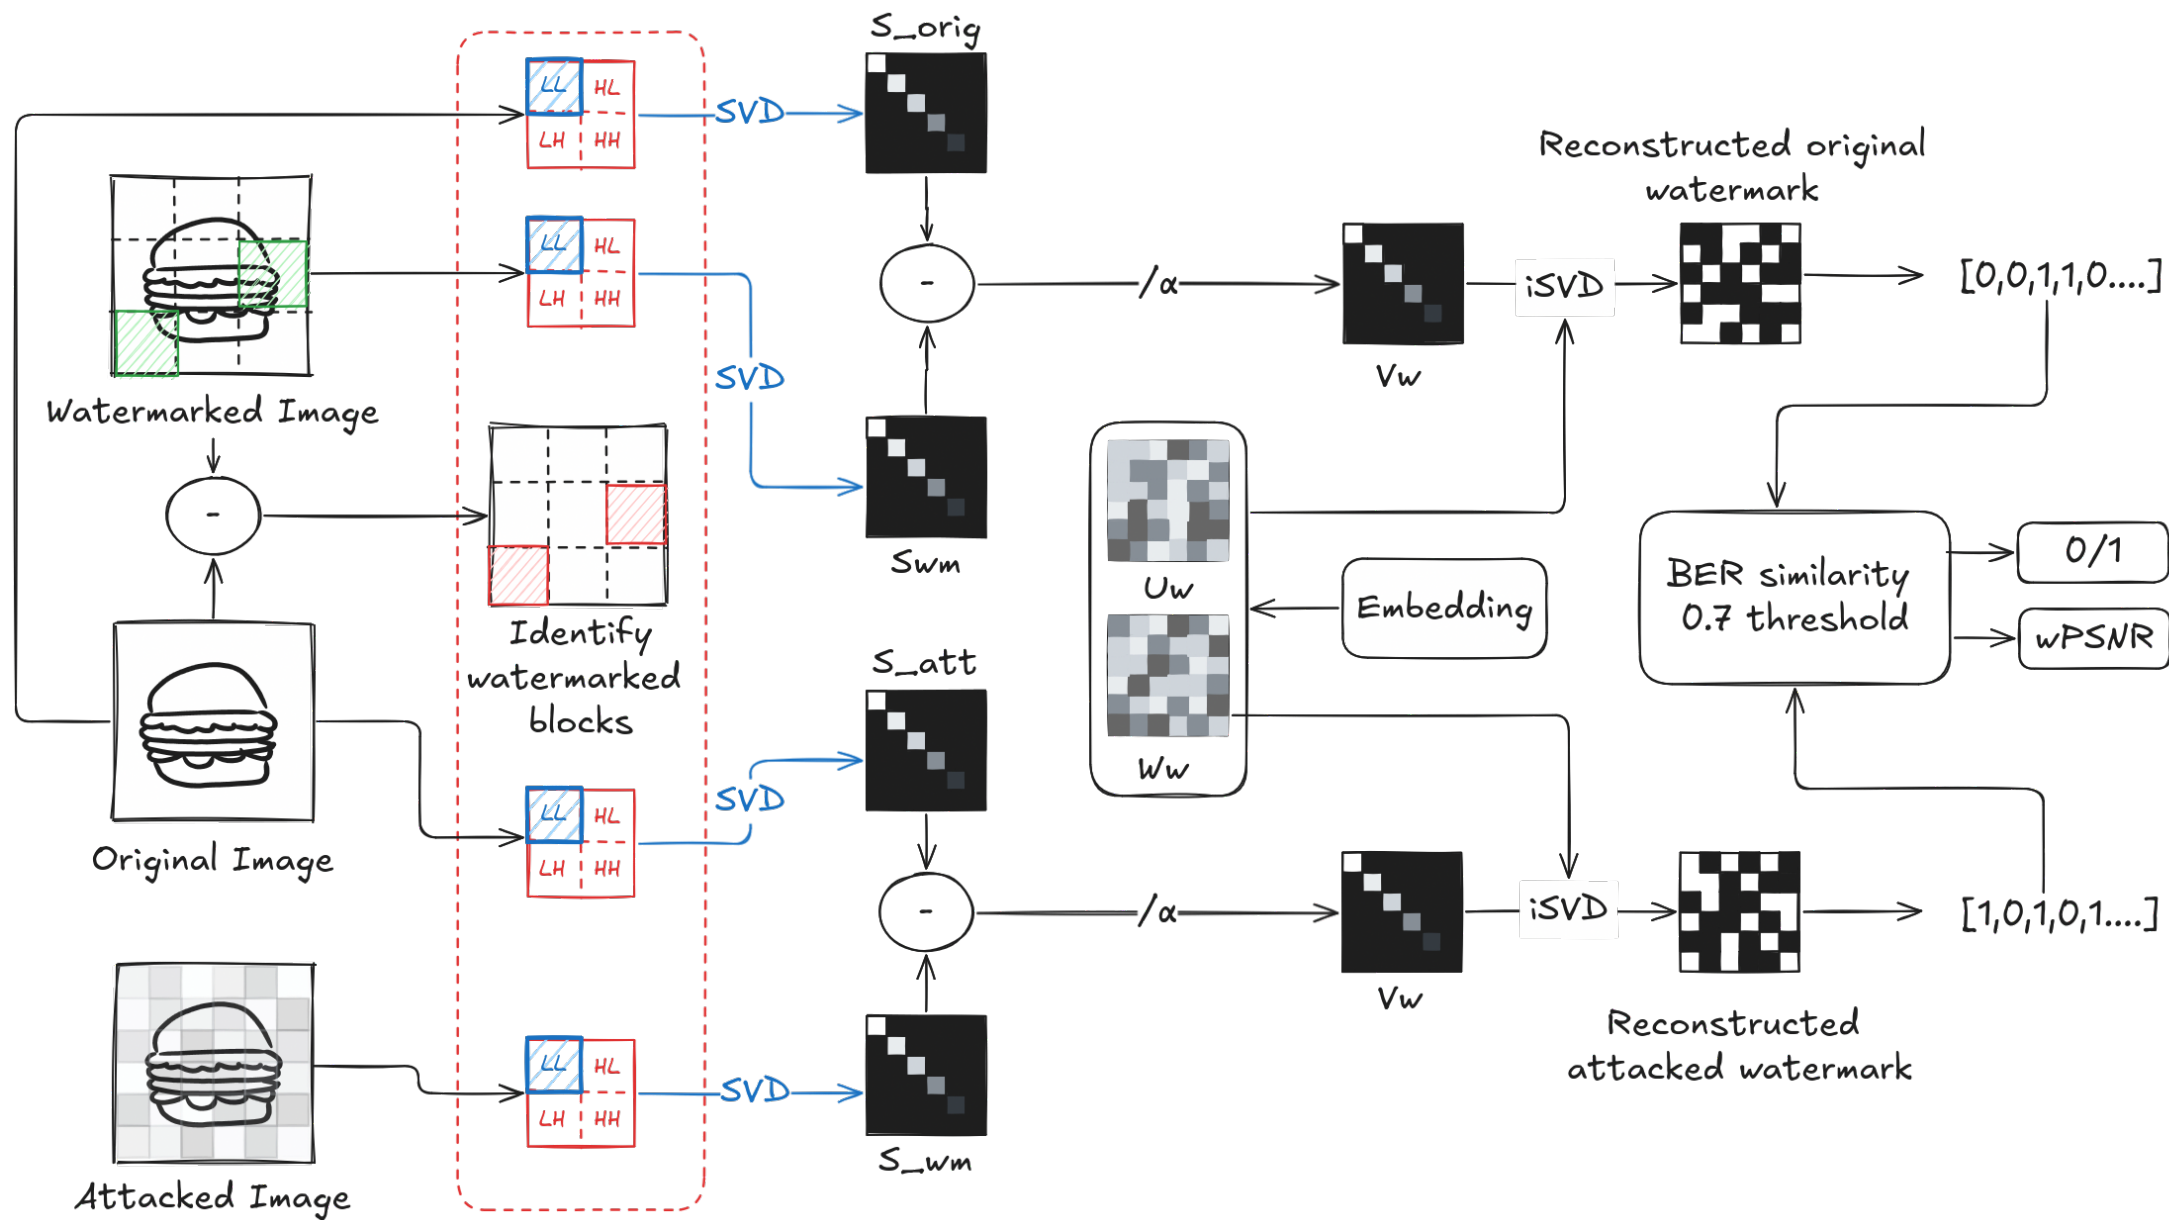 S_orig
LL HL
LH HH
SVD
Reconstructed original
watermark
LL HL
LH HH
-
/α
iSVD
[0,0,1,1,0....]
Vw
SVD
Watermarked Image
-
Swm
Uw
Embedding
Ww
BER similarity
0.7 threshold
0/1
wPSNR
Identify
watermarked
blocks
S_att
SVD
LL HL
LH HH
Original Image
-
/α
iSVD
[1,0,1,0,1....]
Vw
Reconstructed
attacked watermark
LL HL
LH HH
SVD
S_wm
Attacked Image